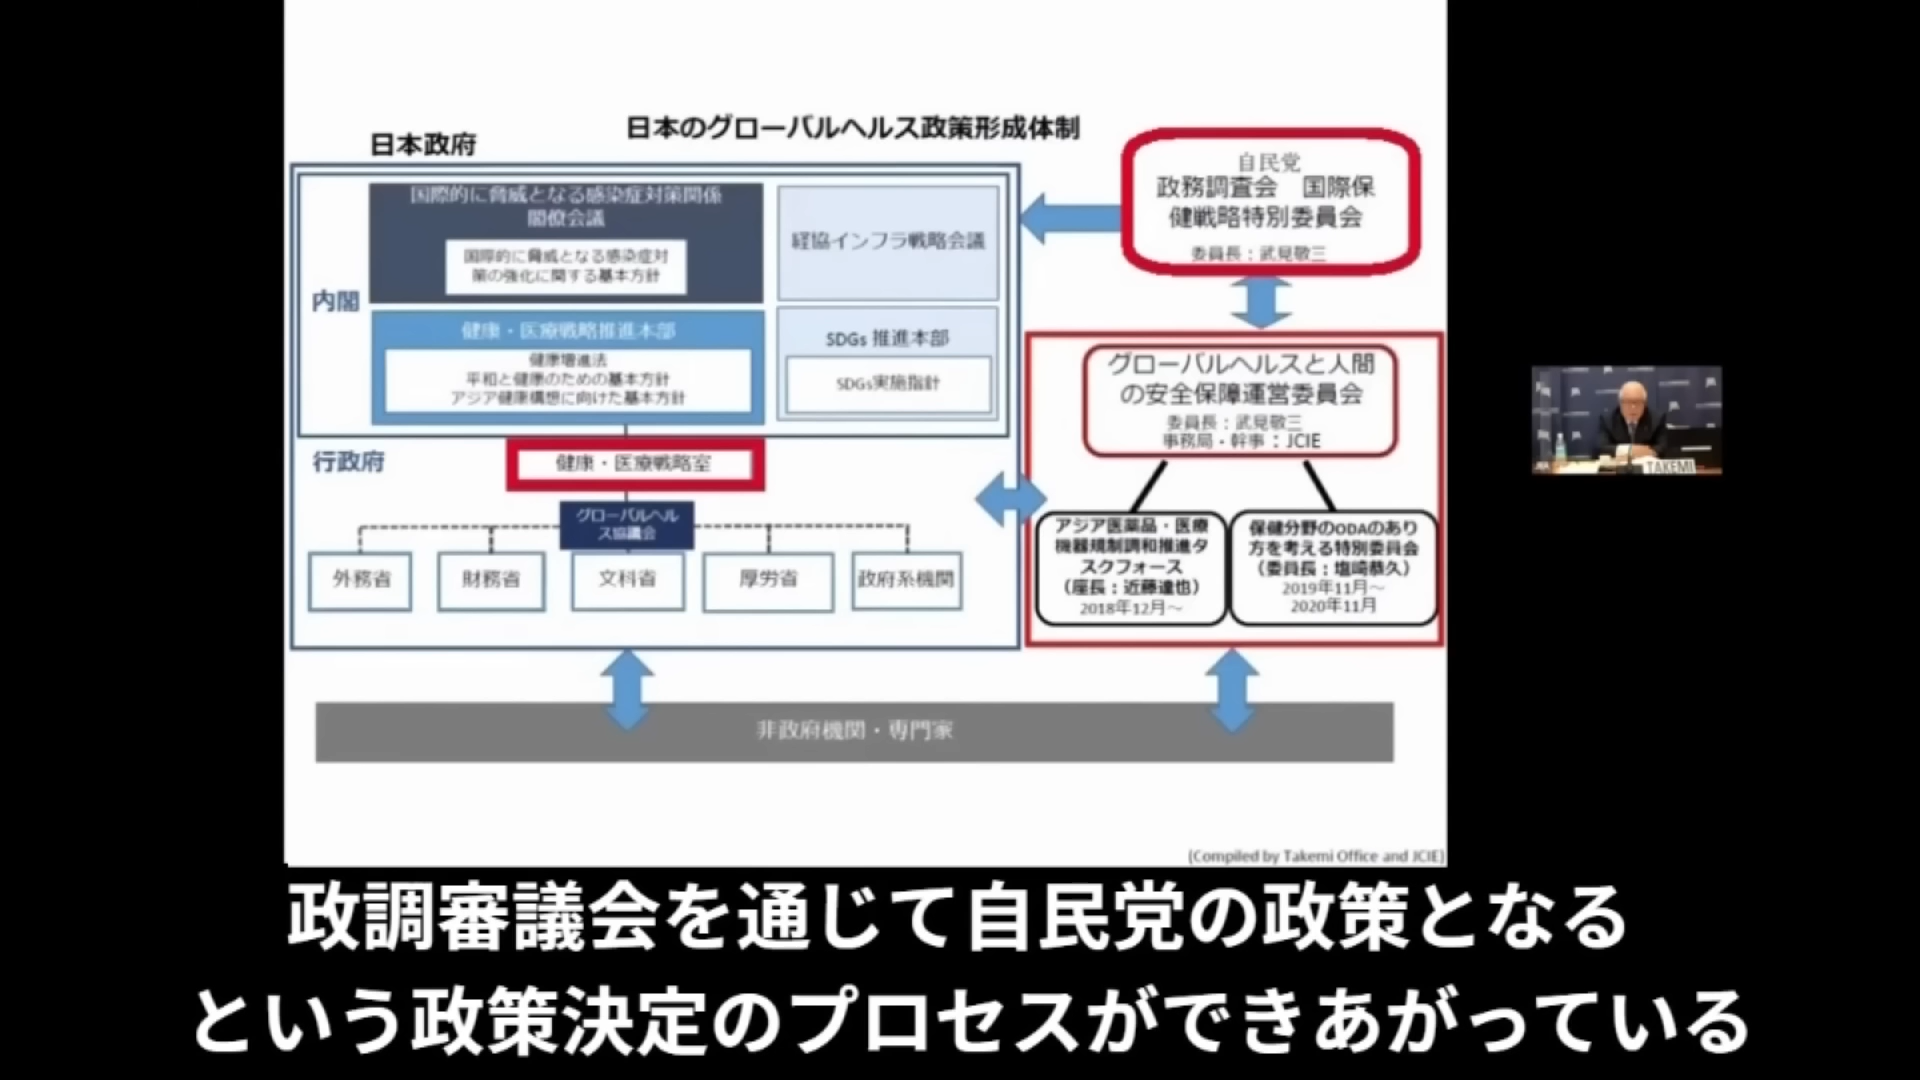 日本のグローバルヘルス政策形成体制
日本政府
内閣
国際的に脅威となる感染症対策関係
閣僚会議
国際的に脅威となる感染症対
策の強化に関する基本方針
経協インフラ戦略会議
健康・医療戦略推進本部
健康増進法
平和と健康のための基本方針
アジア健康構想に向けた基本方針
SDGs 推進本部
SDGs実施指針
行政府
健康・医療戦略室
グローバルヘル
ス協議会
外務省
財務省
文科省
厚労省
政府系機関
自民党
政務調査会 国際保
健戦略特別委員会
委員長:武見敬三
グローバルヘルスと人間
の安全保障運営委員会
委員長:武見敬三
事務局・幹事:JCIE
アジア医薬品・医療
機器規制調和推進タ
スクフォース
(座長:近藤達也)
2018年12月~
保健分野のODAのあり
方を考える特別委員会
(委員長:塩崎恭久)
2019年11月~
2020年11月
非政府機関・専門家
(Compiled by Takemi Office and JCIE)
TAKEMI
政調審議会を通じて自民党の政策となる
という政策決定のプロセスができあがっている